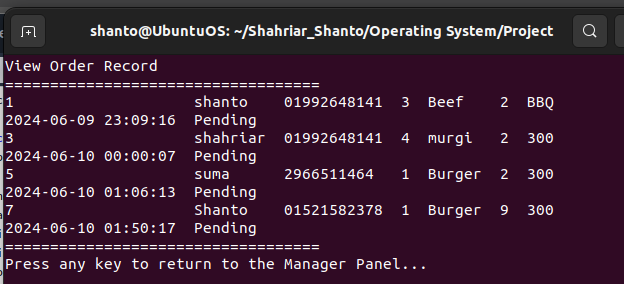 shanto@UbuntuOS: ~/Shahriar_Shanto/Operating System/Project
View Order Record
===================================
1 shanto 01992648141 3 Beef 2 BBQ
2024-06-09 23:09:16 Pending
3 shahriar 01992648141 4 murgi 2 300
2024-06-10 00:00:07 Pending
5 suma 2966511464 1 Burger 2 300
2024-06-10 01:06:13 Pending
7 Shanto 01521582378 1 Burger 9 300
2024-06-10 01:50:17 Pending
===================================
Press any key to return to the Manager Panel...